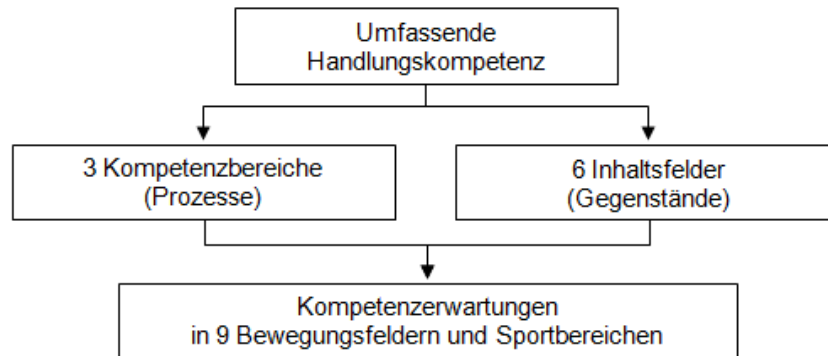 Umfassende
Handlungskompetenz
3 Kompetenzbereiche
(Prozesse)
6 Inhaltsfelder
(Gegenstände)
Kompetenzerwartungen
in 9 Bewegungsfeldern und Sportbereichen